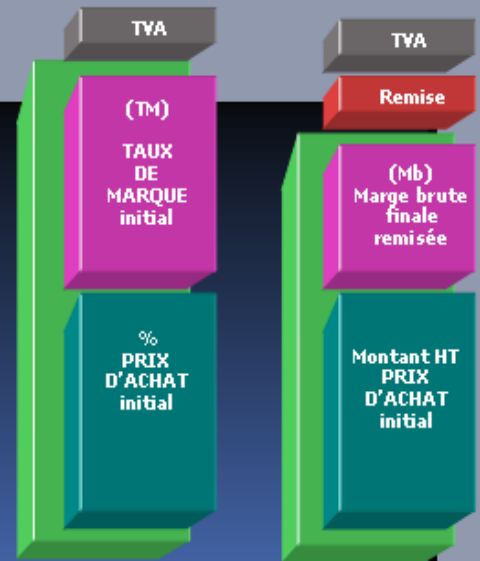 TVA
(TM)
TAUX
DE
MARQUE
initial
%
PRIX
D'ACHAT
initial
TVA
Remise
(Mb)
Marge brute
finale
remisée
Montant HT
PRIX
D'ACHAT
initial